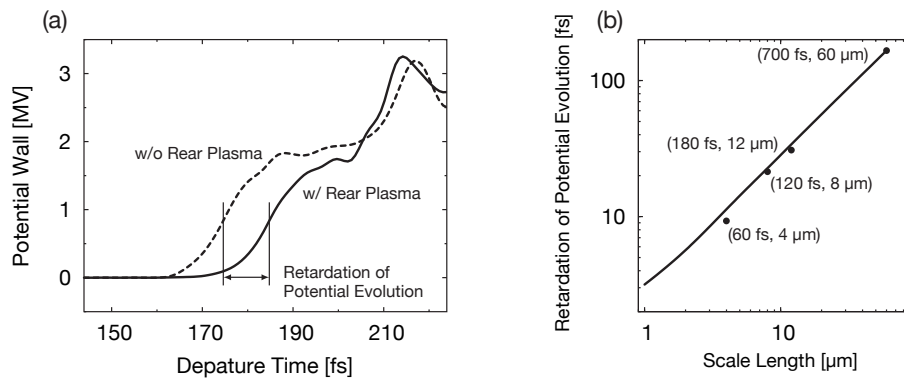 (a)
Potential Wall [MV]
3
2
1
0
w/o Rear Plasma
w/ Rear Plasma
Retardation of
Potential Evolution
150
170
190
210
Depature Time [fs]
(b)
Retardation of Potential Evolution [fs]
100
10
(700 fs, 60 µm)
(180 fs, 12 µm)
(120 fs, 8 µm)
(60 fs, 4 µm)
1
10
Scale Length [µm]